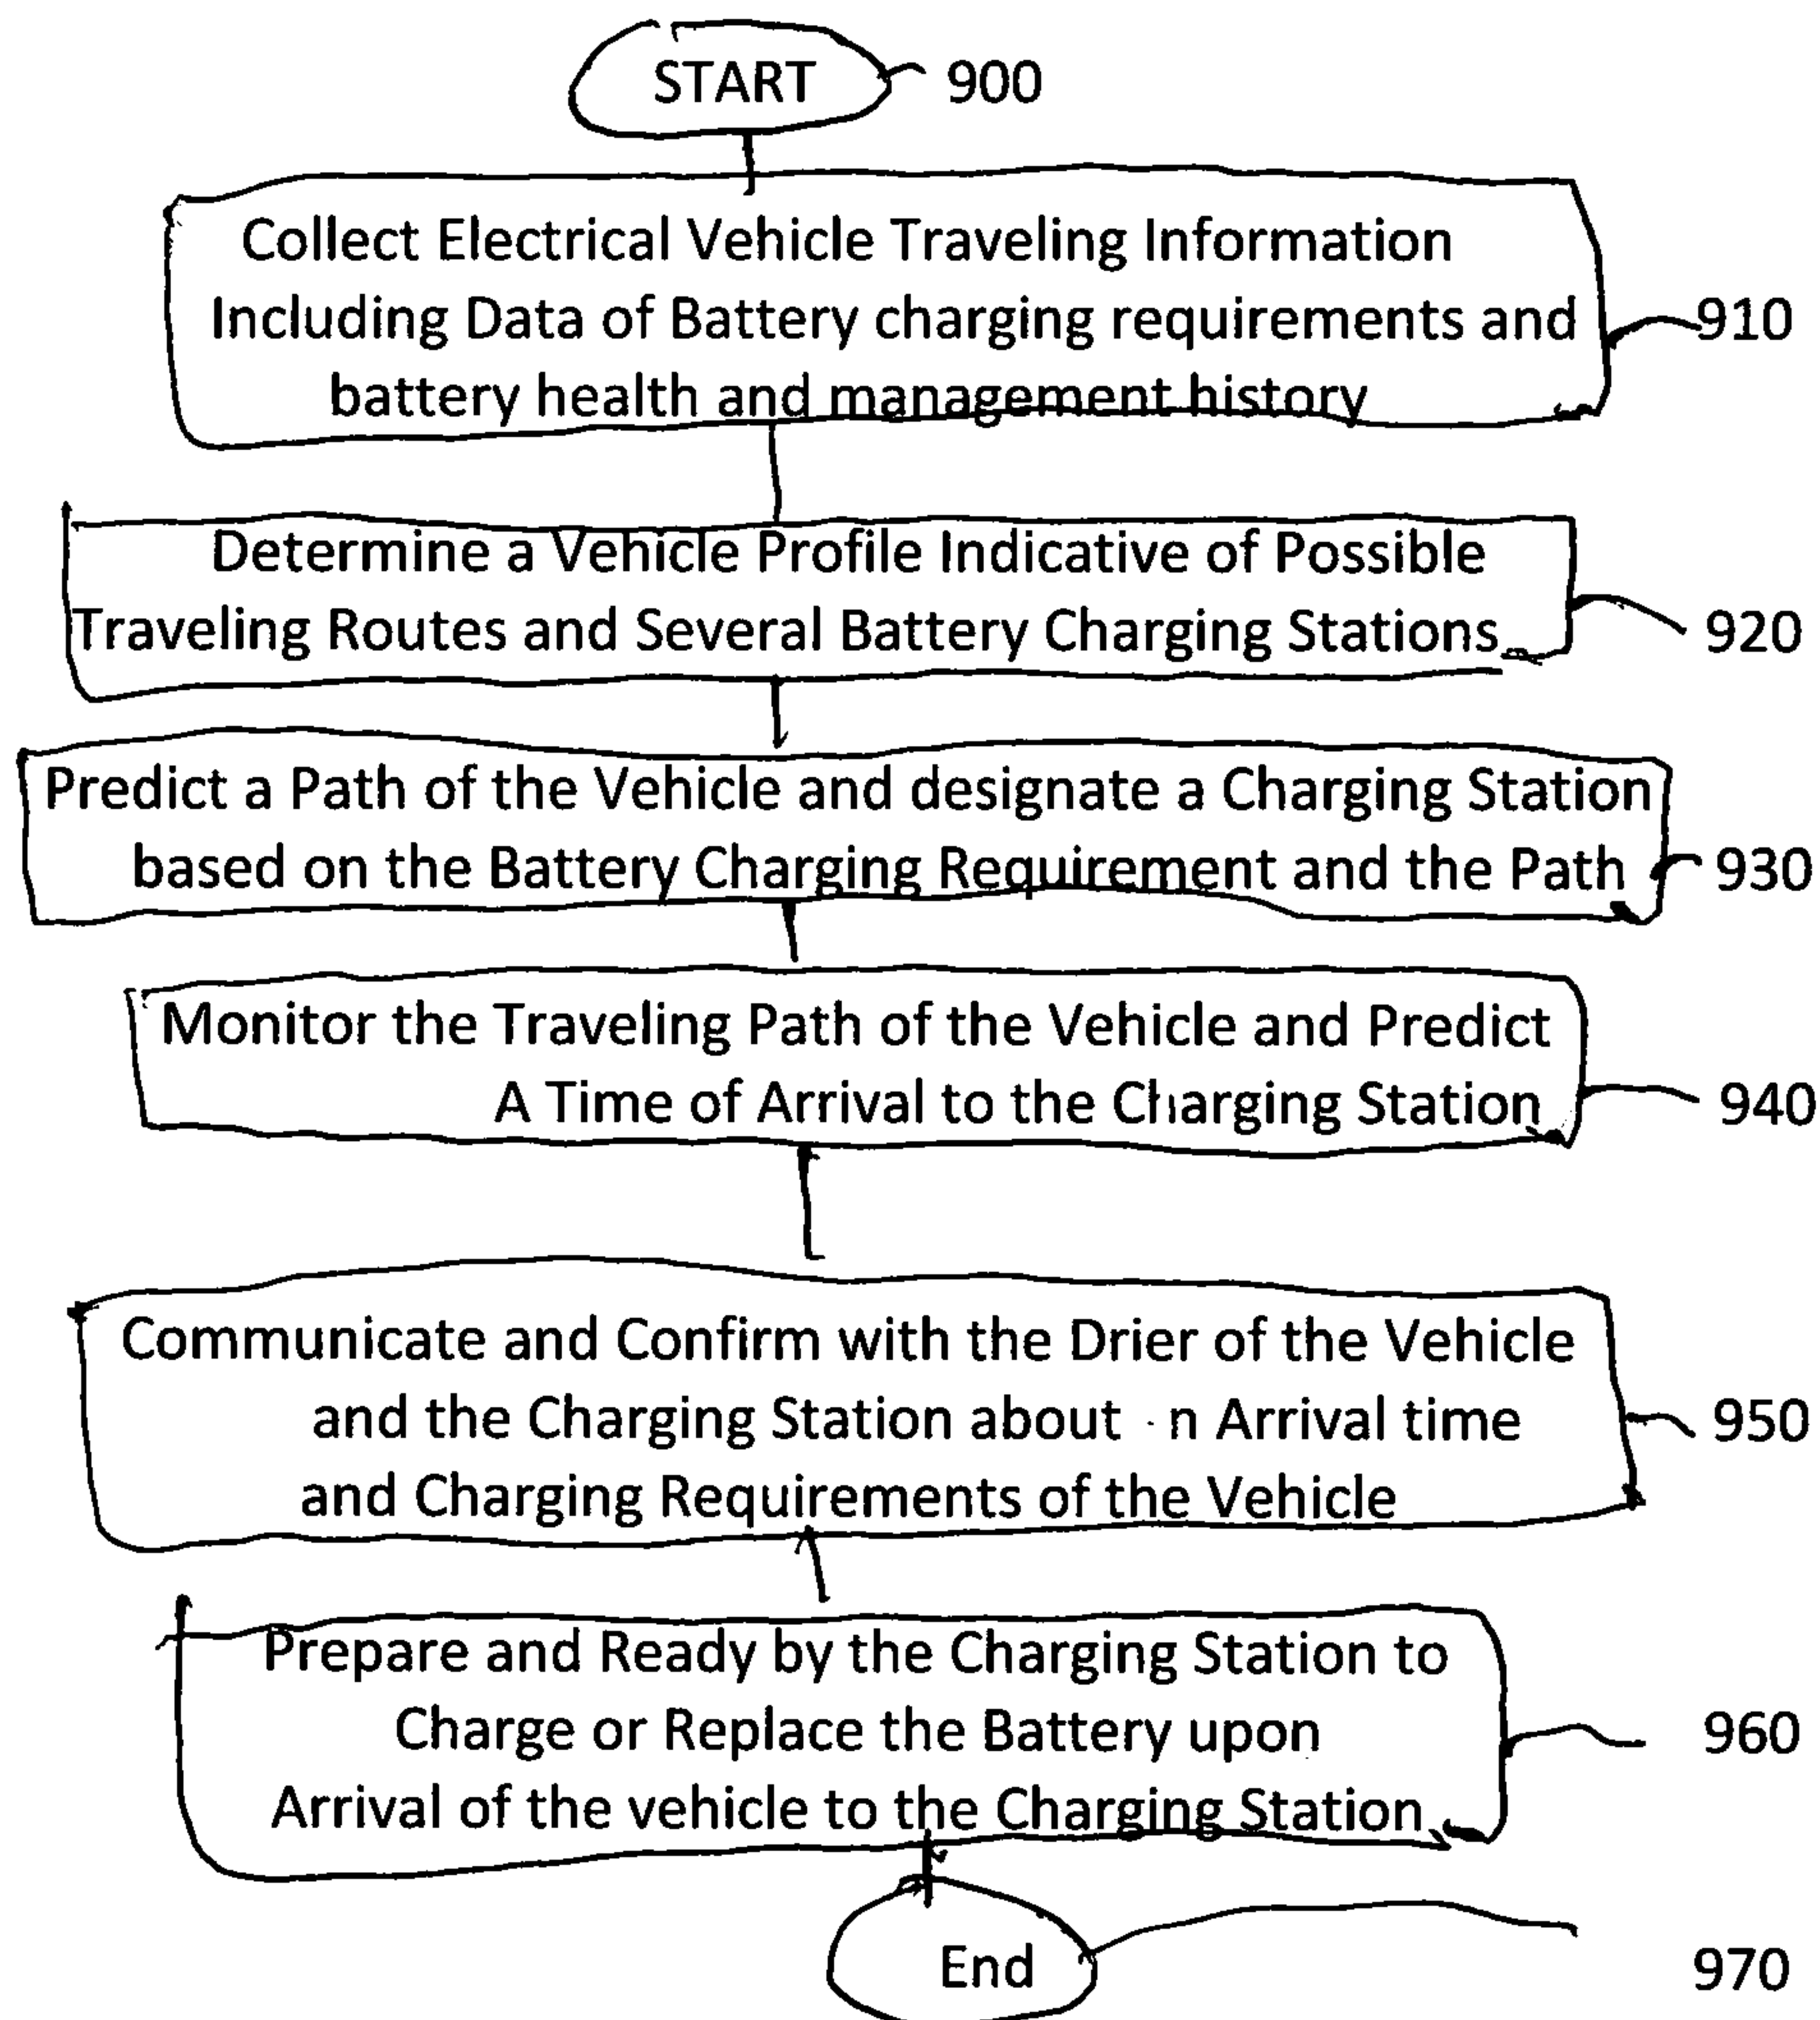 START 900
Collect Electrical Vehicle Traveling Information
Including Data of Battery charging requirements and 910
battery health and management history
Determine a Vehicle Profile Indicative of Possible
Traveling Routes and Several Battery Charging Stations 920
Predict a Path of the Vehicle and designate a Charging Station
based on the Battery Charging Requirement and the Path 930
Monitor the Traveling Path of the Vehicle and Predict
A Time of Arrival to the Charging Station 940
Communicate and Confirm with the Drier of the Vehicle
and the Charging Station about n Arrival time 950
and Charging Requirements of the Vehicle
Prepare and Ready by the Charging Station to
Charge or Replace the Battery upon 960
Arrival of the vehicle to the Charging Station
End 970